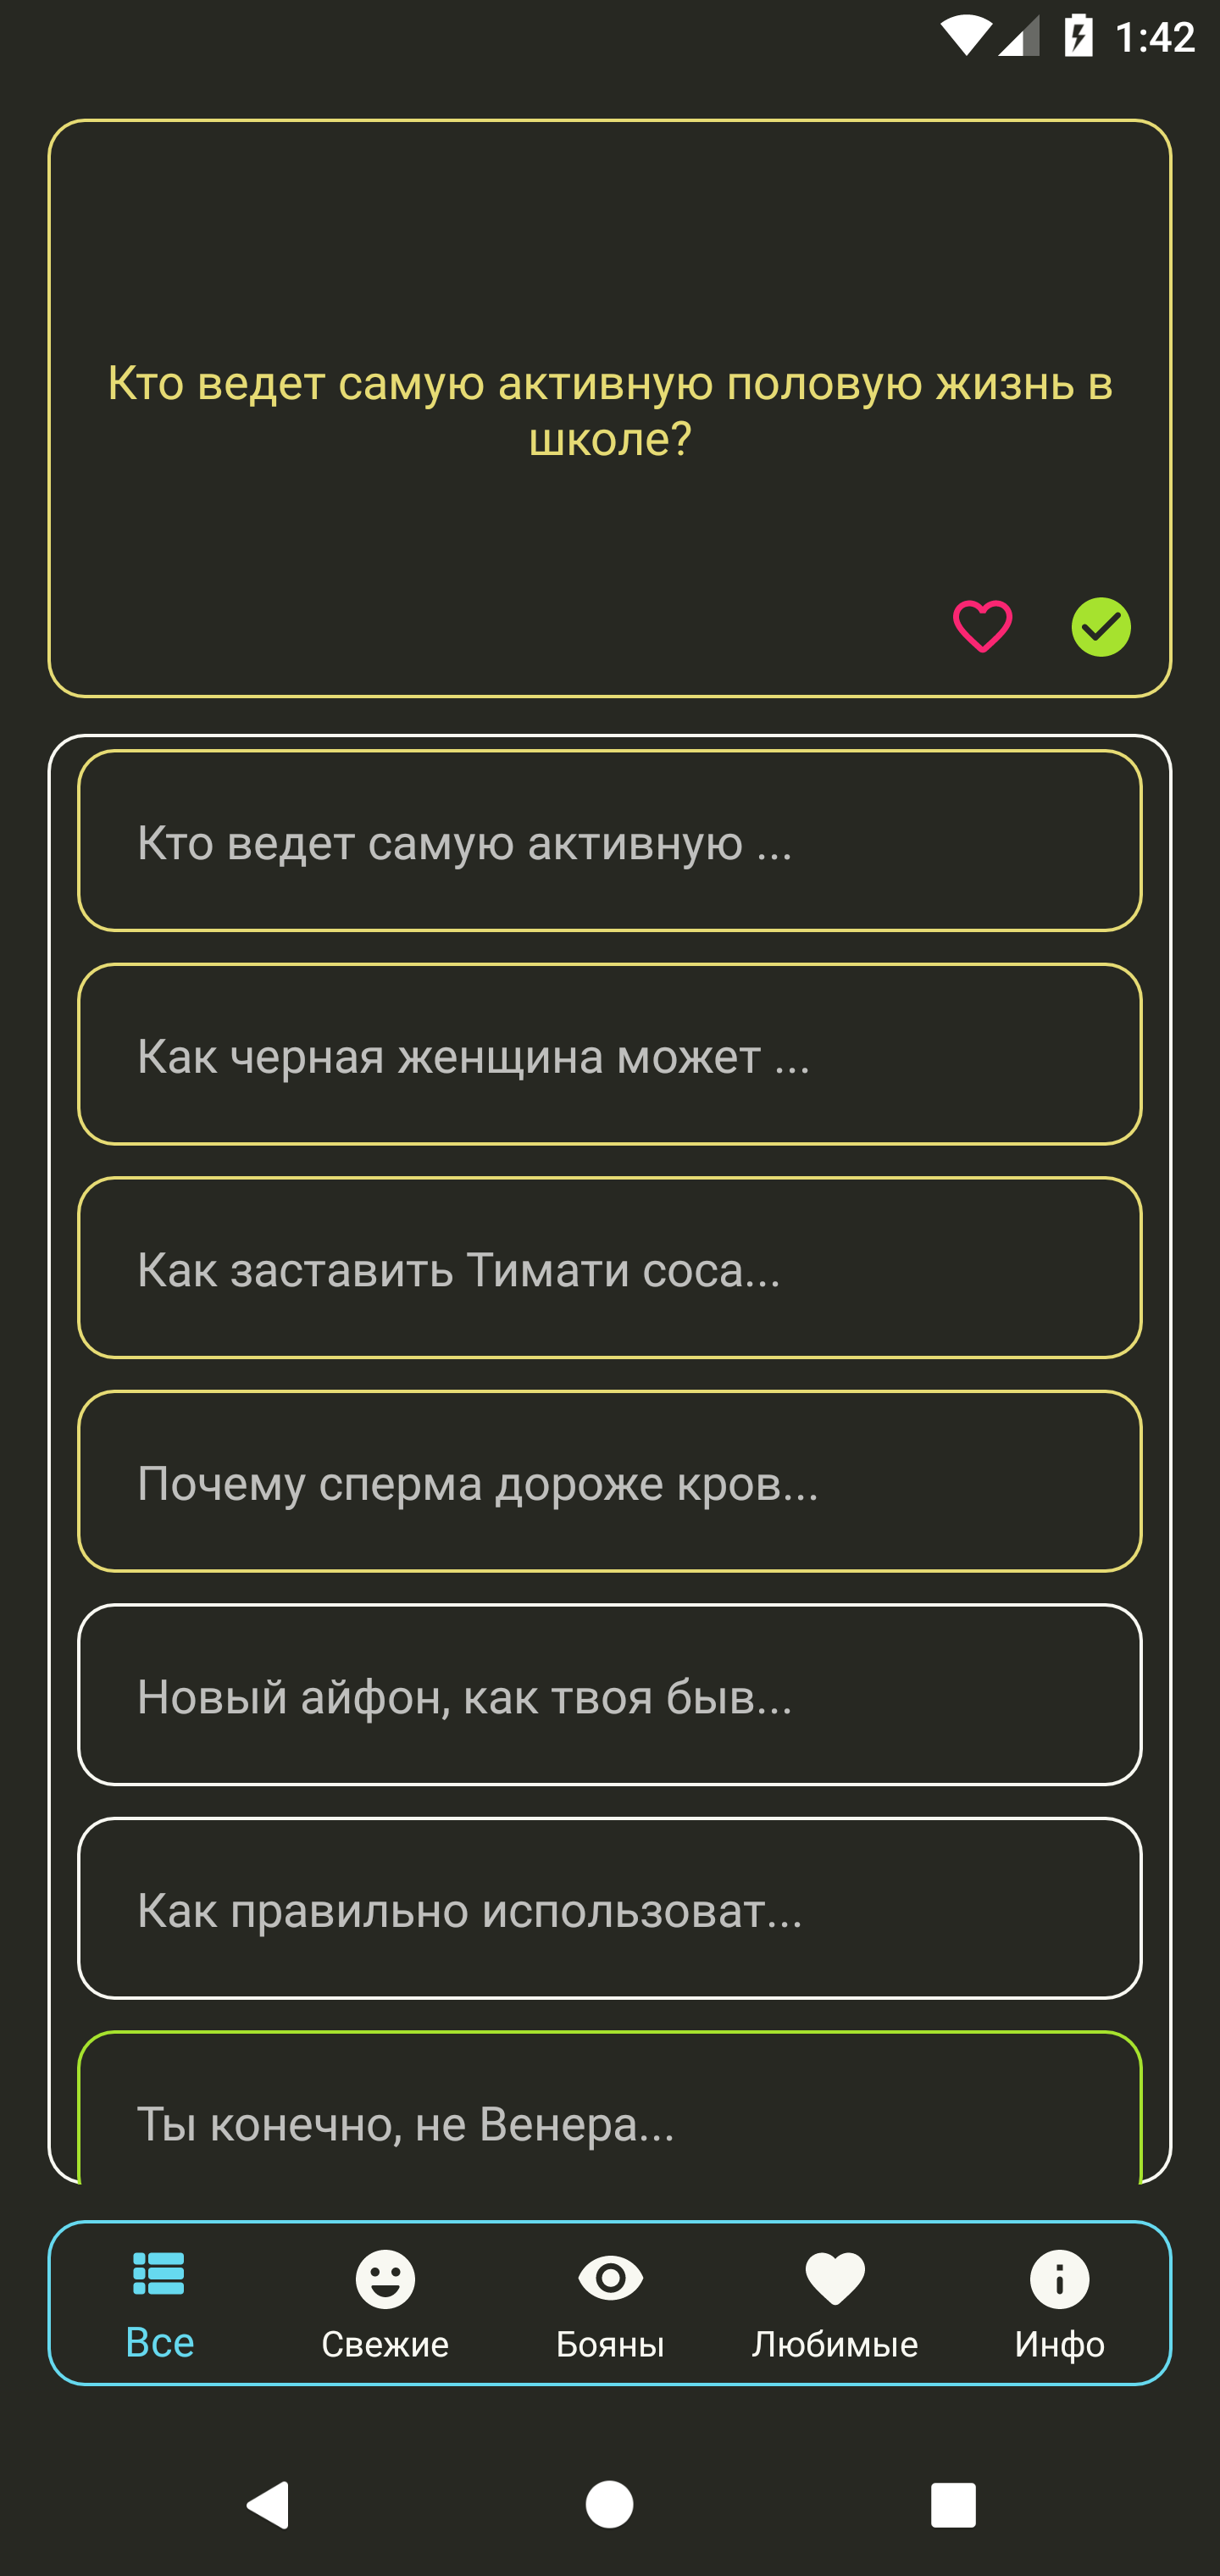 1:42
Кто ведет самую активную половую жизнь в
школе?
Кто ведет самую активную ...
Как черная женщина может ...
Как заставить Тимати соса...
Почему сперма дороже кров...
Новый айфон, как твоя быв...
Как правильно использоват...
Ты конечно, не Венера...
Все
Свежие
Бояны
Любимые
Инфо